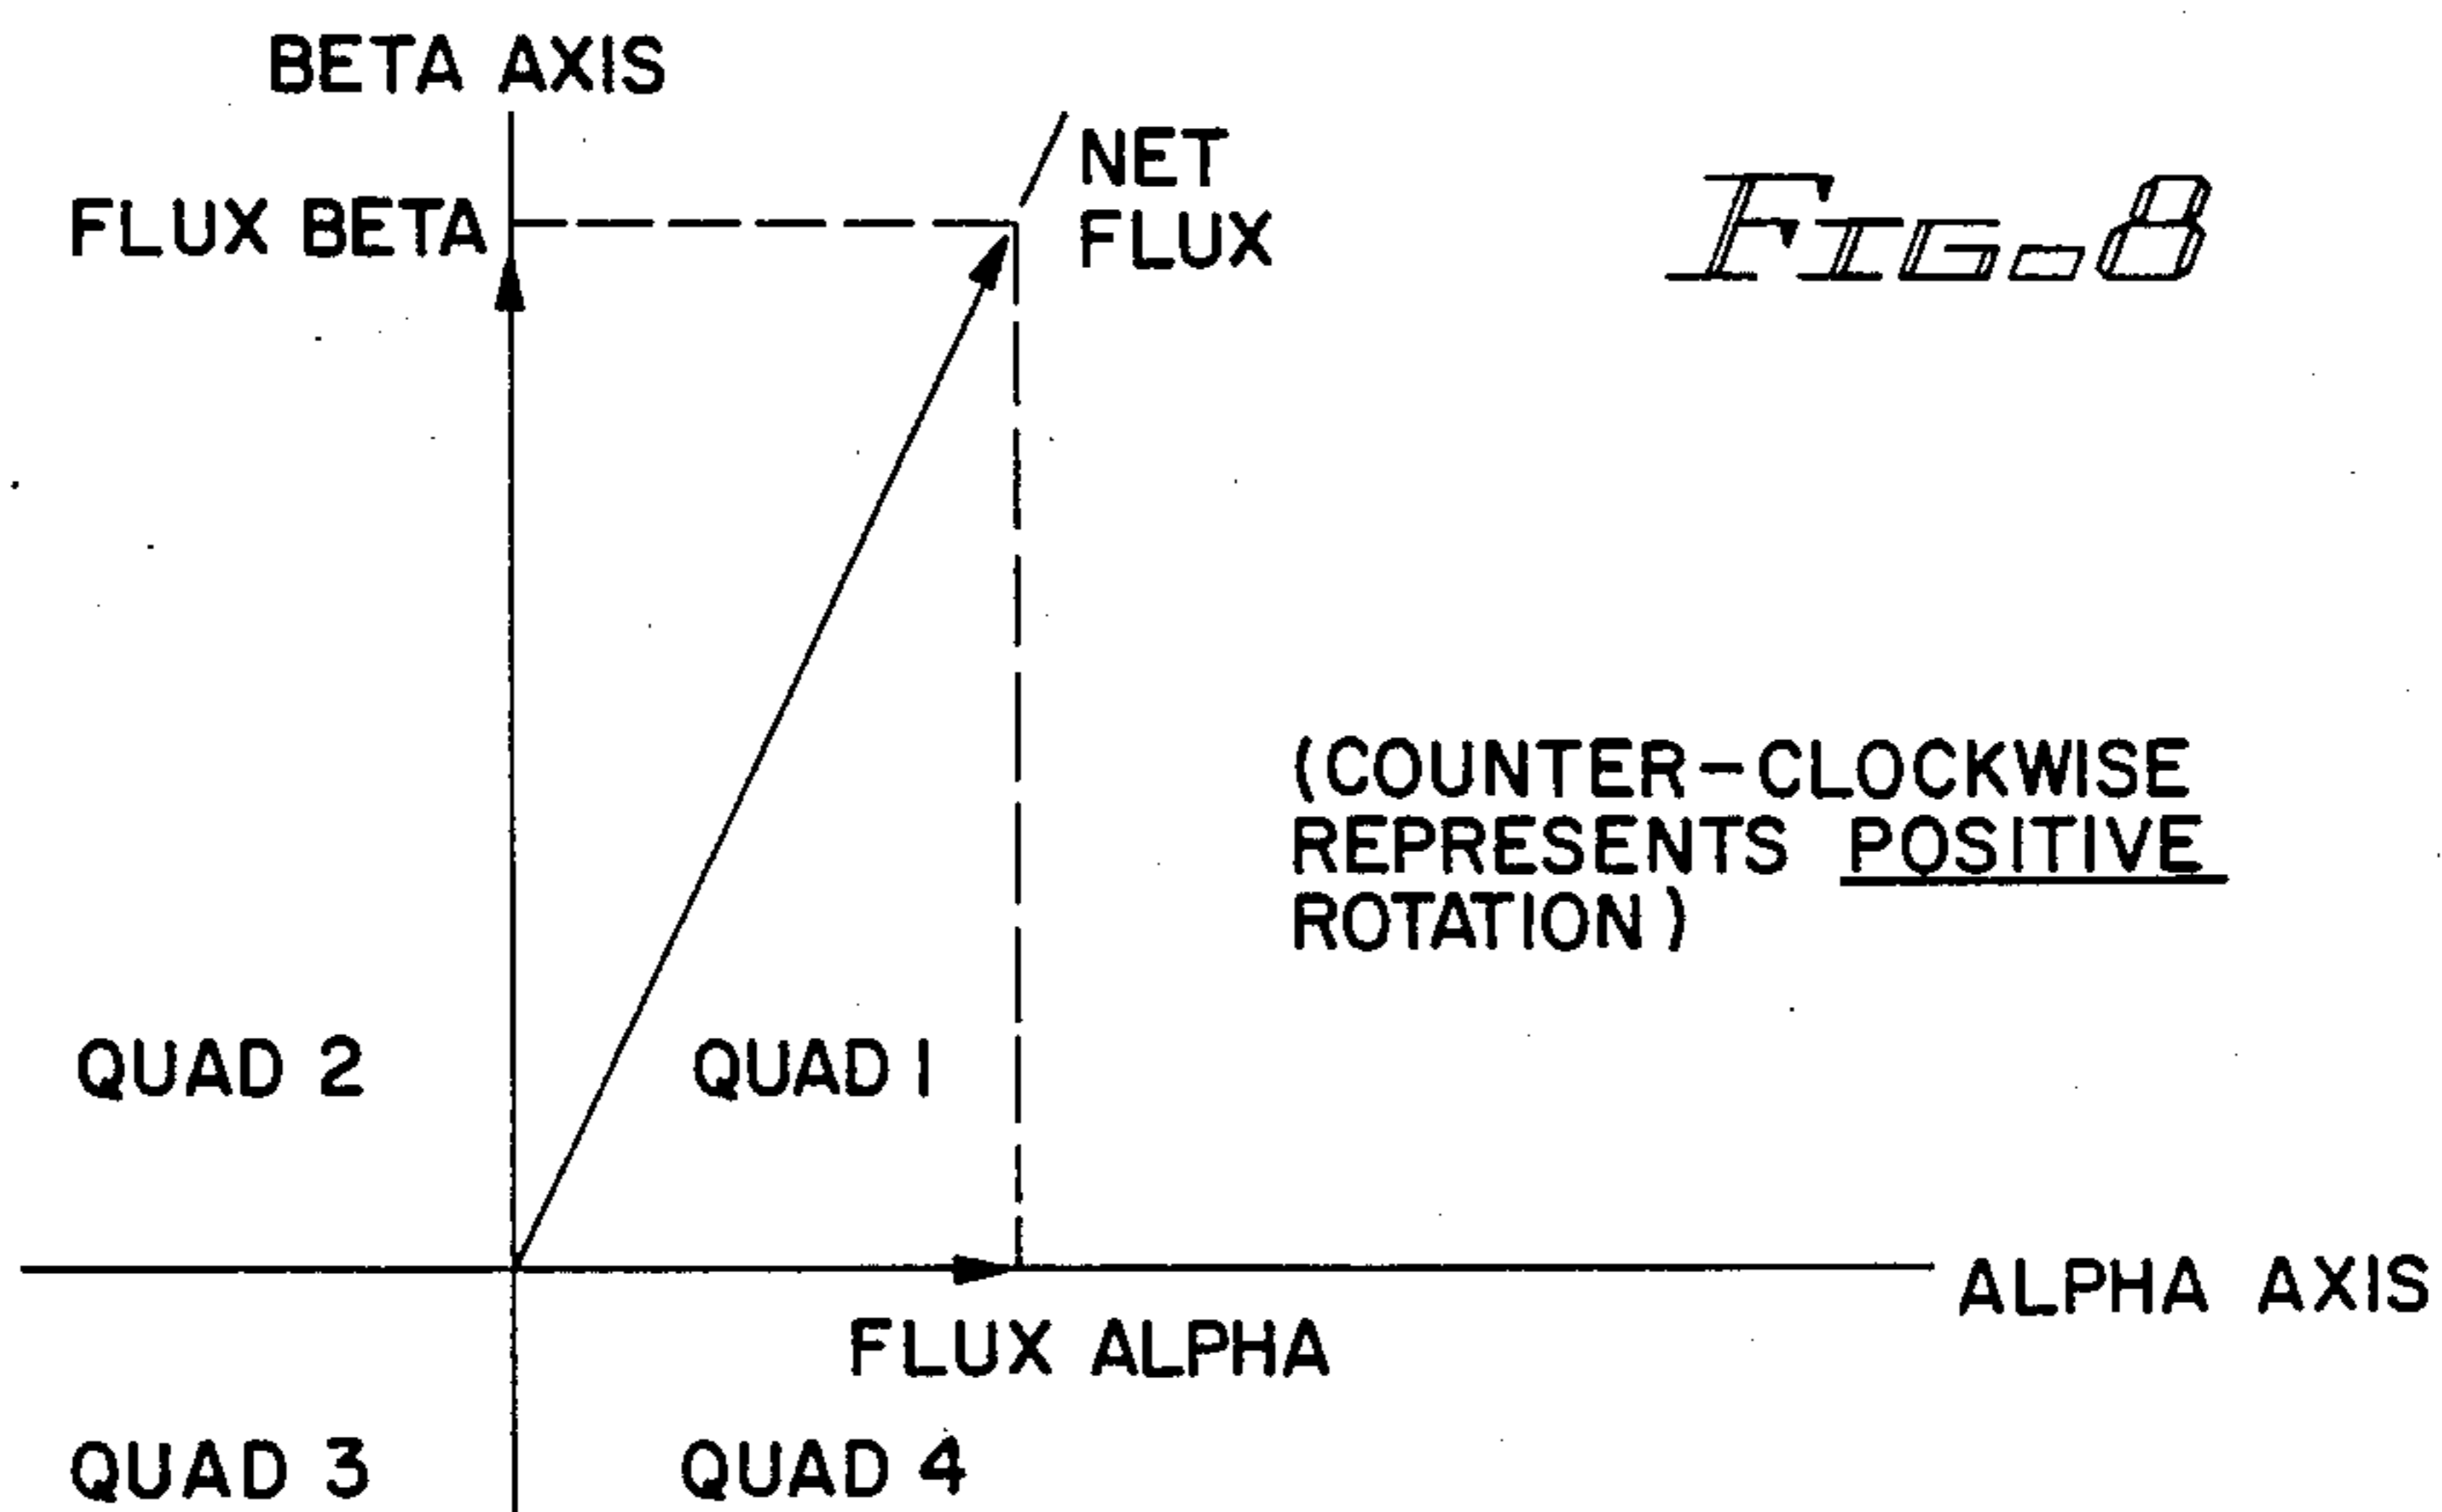 BETA AXIS
NET
FLUX
FLUX BETA
FIG-8
(COUNTER-CLOCKWISE
REPRESENTS POSITIVE
ROTATION)
QUAD 2
QUAD 1
ALPHA AXIS
FLUX ALPHA
QUAD 3
QUAD 4